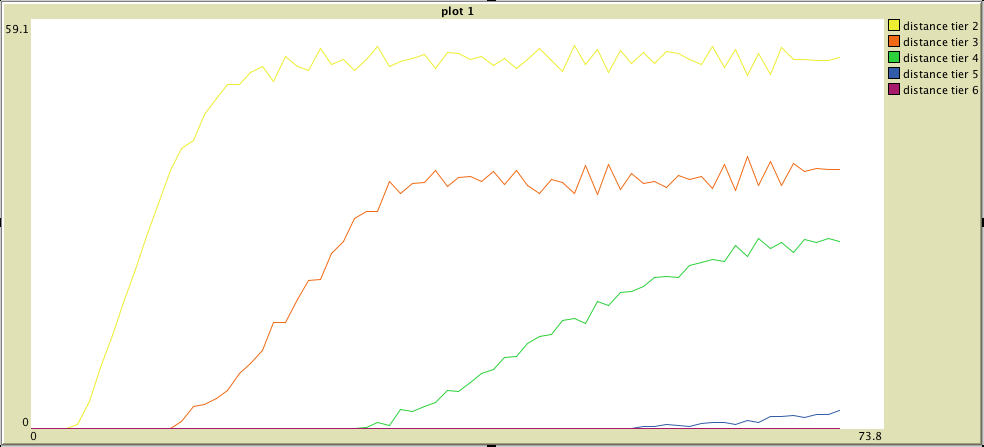 plot 1
59.1
0
0
73.8
distance tier 2
distance tier 3
distance tier 4
distance tier 5
distance tier 6